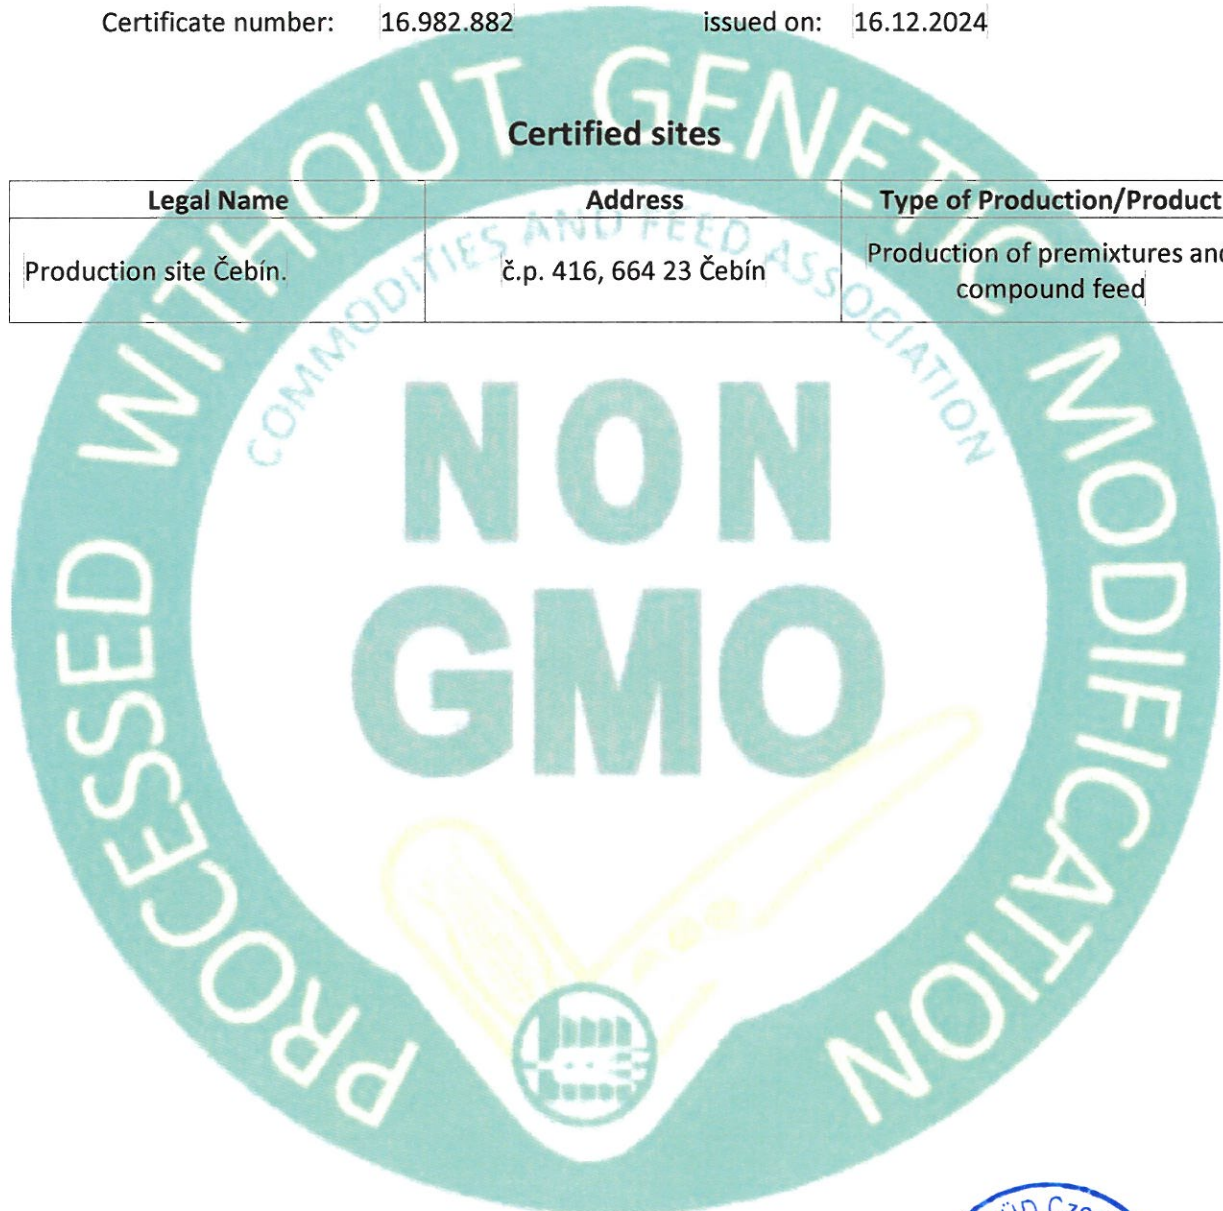 Certificate number: 16.982.882 issued on: 16.12.2024
Certified sites
Legal Name Address Type of Production/Product
Production site Čebín. č.p. 416, 664 23 Čebín Production of premixtures and
compound feed
PROCESSED WITHOUT GENETIC MODIFICATION
COMMODITIES AND FEED ASSOCIATION
NON
GMO